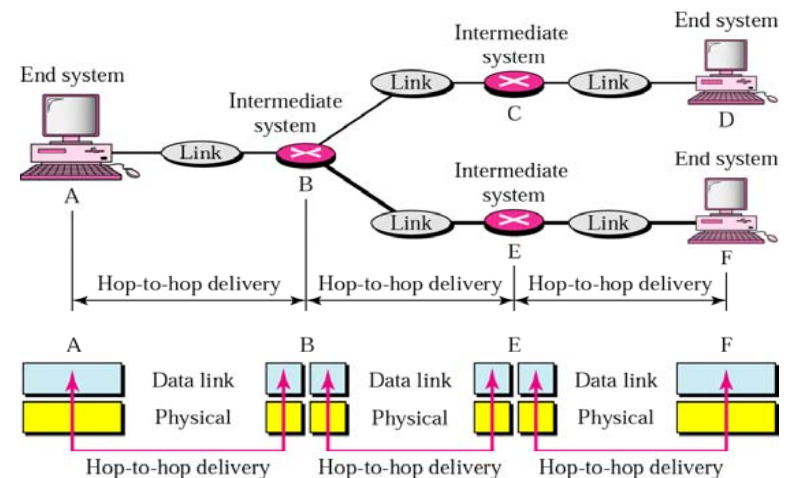 End system
Intermediate
system
Link
Link
C
D
End system
Intermediate
system
Link
A
B
Intermediate
system
Link
Link
E
End system
F
Hop-to-hop delivery
Hop-to-hop delivery
Hop-to-hop delivery
A
B
E
F
Data link
Data link
Data link
Physical
Physical
Physical
Hop-to-hop delivery
Hop-to-hop delivery
Hop-to-hop delivery